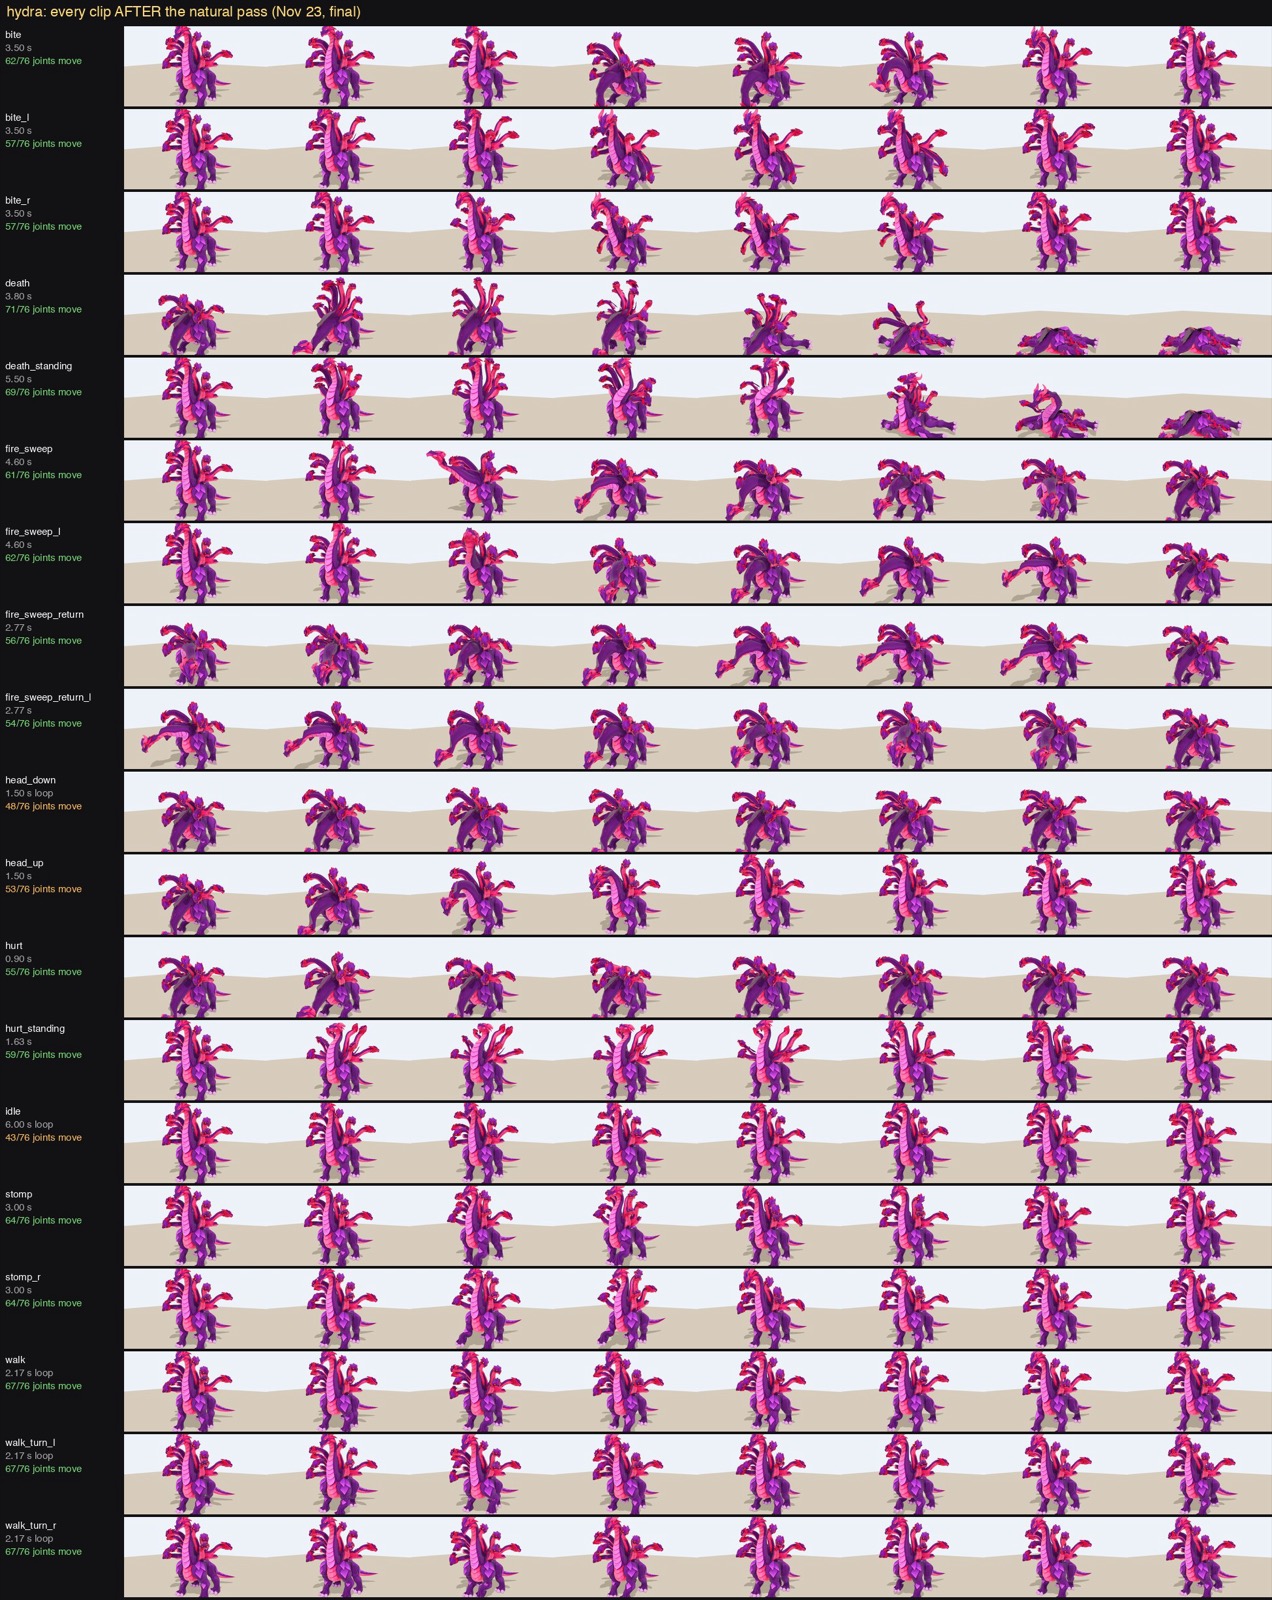 hydra: every clip AFTER the natural pass (Nov 23, final)
bite
3.50 s
62/76 joints move
bite_l
3.50 s
57/76 joints move
bite_r
3.50 s
57/76 joints move
death
3.80 s
71/76 joints move
death_standing
5.50 s
69/76 joints move
fire_sweep
4.60 s
61/76 joints move
fire_sweep_l
4.60 s
62/76 joints move
fire_sweep_return
2.77 s
56/76 joints move
fire_sweep_return_l
2.77 s
54/76 joints move
head_down
1.50 s loop
48/76 joints move
head_up
1.50 s
53/76 joints move
hurt
0.90 s
55/76 joints move
hurt_standing
1.63 s
59/76 joints move
idle
6.00 s loop
43/76 joints move
stomp
3.00 s
64/76 joints move
stomp_r
3.00 s
64/76 joints move
walk
2.17 s loop
67/76 joints move
walk_turn_l
2.17 s loop
67/76 joints move
walk_turn_r
2.17 s loop
67/76 joints move